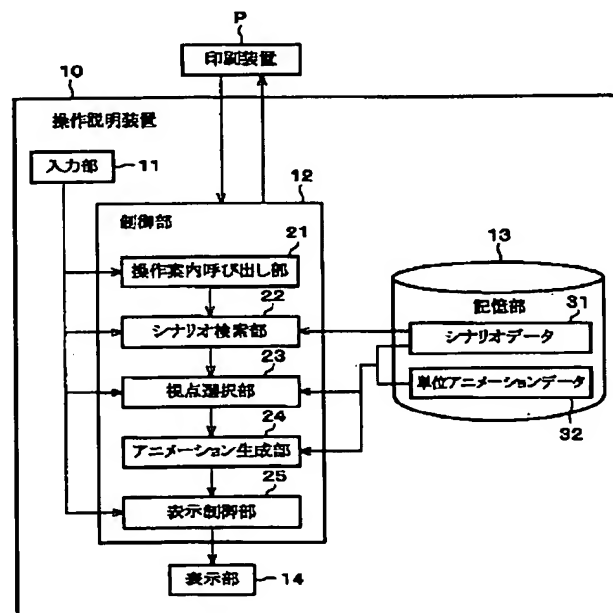 P
印刷装置
10
操作説明装置
入力部
11
12
制御部
21
操作案内呼び出し部
22
シナリオ検索部
23
視点選択部
24
アニメーション生成部
25
表示制御部
表示部
14
13
記憶部
31
シナリオデータ
単位アニメーションデータ
32